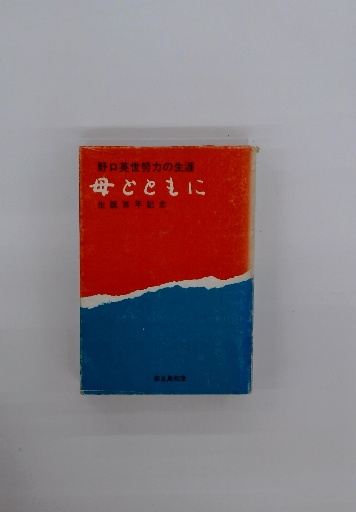 野口英世努力の生涯
母とともに
生誕百年記念